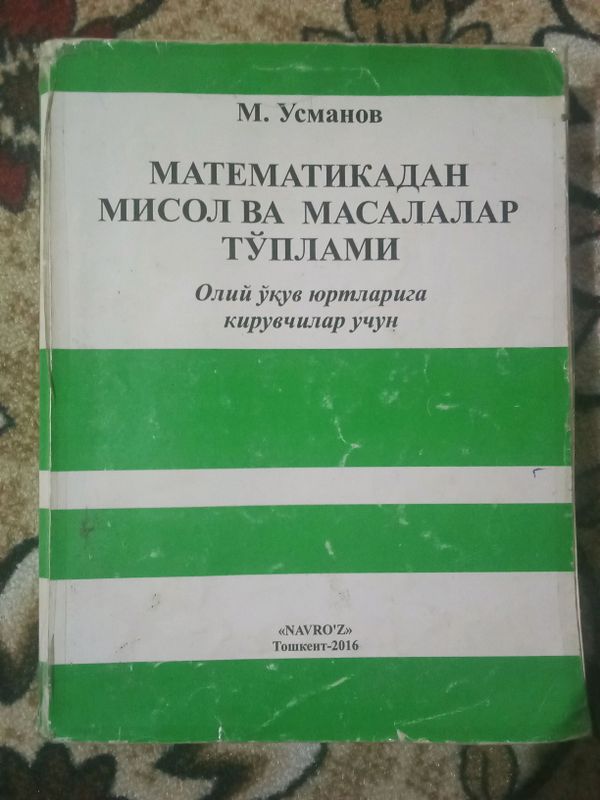 М. Усманов
МАТЕМАТИКАДАН
МИСОЛ ВА МАСАЛАЛАР
ТЎПЛАМИ
Олий ўқув юртларига
кирувчилар учун
«NAVRO'Z»
Тошкент-2016